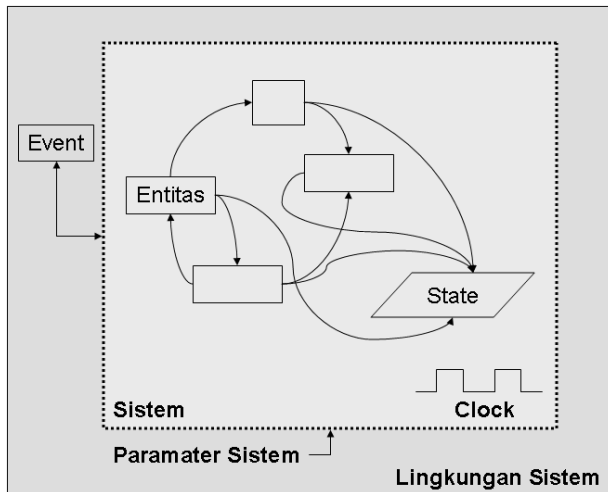 Event
Entitas
State
Sistem
Clock
Paramater Sistem
Lingkungan Sistem